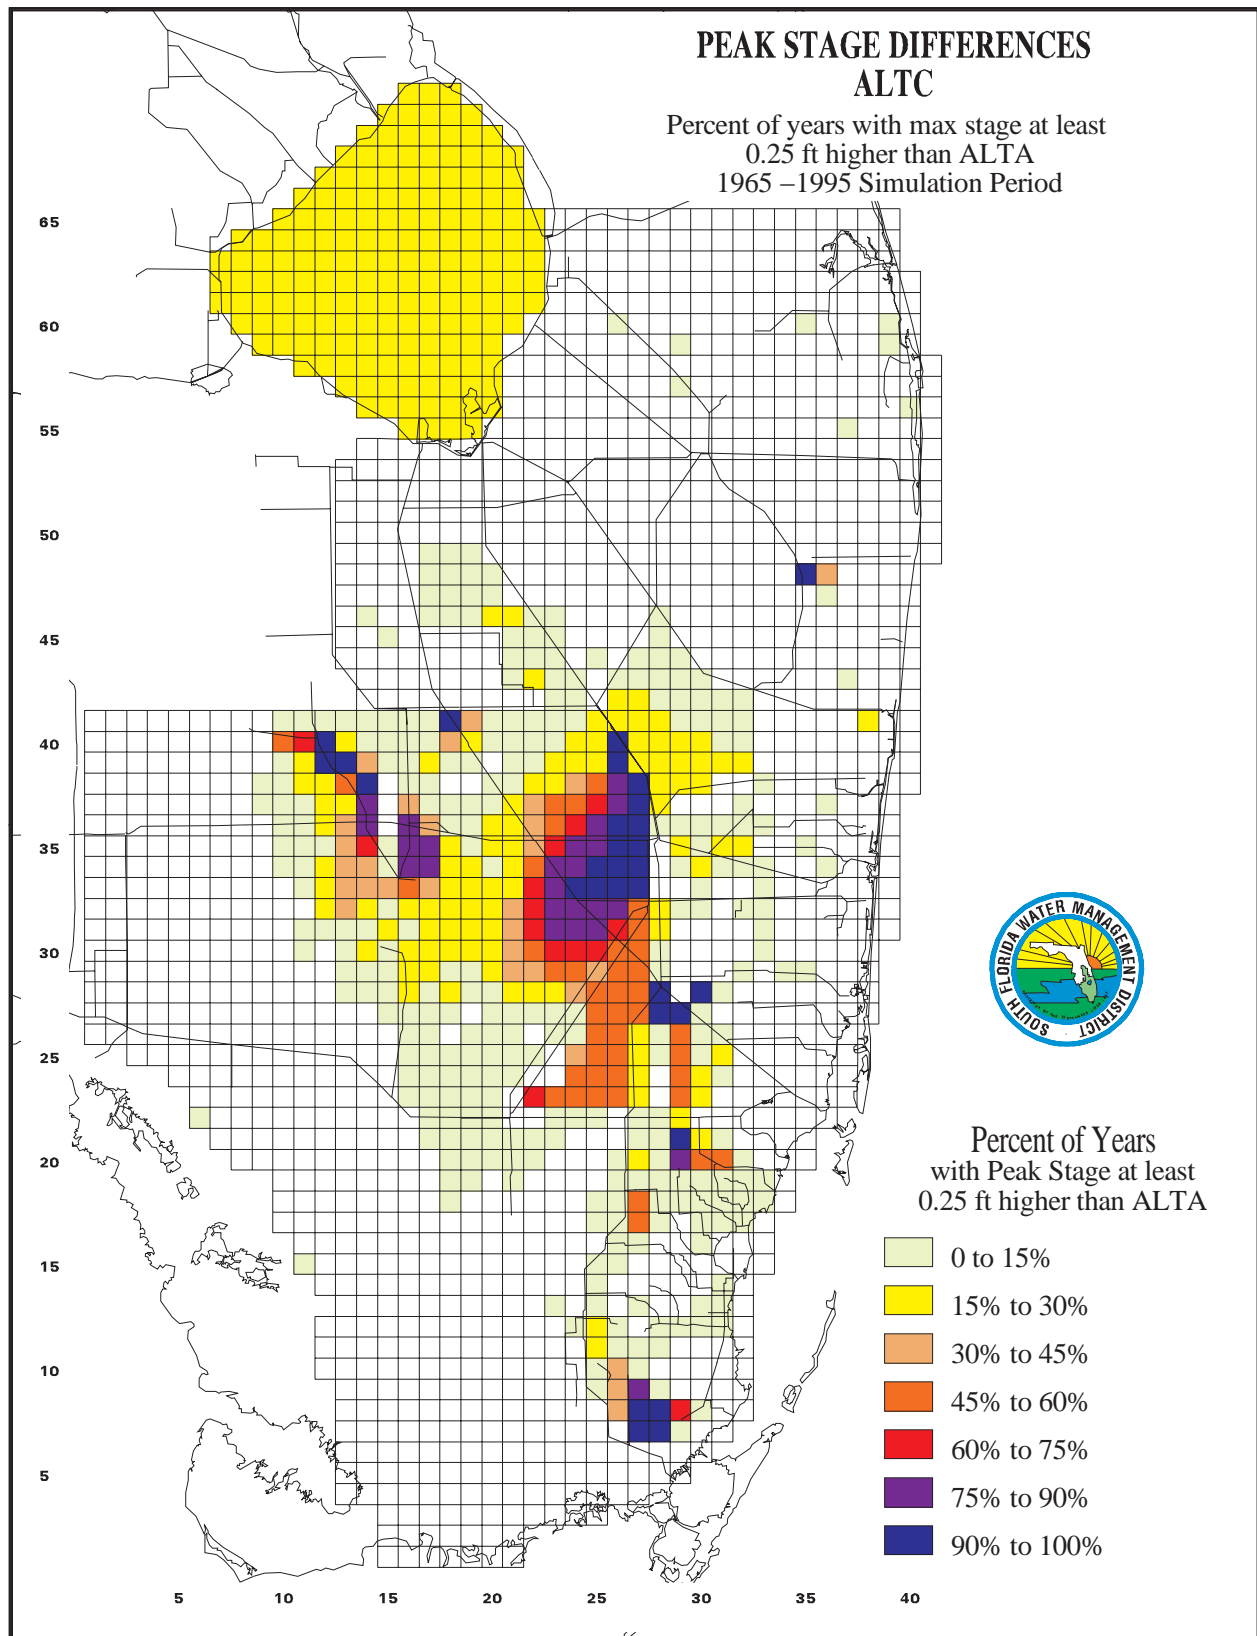 PEAK STAGE DIFFERENCES
ALTC
Percent of years with max stage at least
0.25 ft higher than ALTA
1965 –1995 Simulation Period
65
60
55
50
45
40
35
30
25
20
15
10
5
SOUTH FLORIDA WATER MANAGEMENT DISTRICT
Percent of Years
with Peak Stage at least
0.25 ft higher than ALTA
0 to 15%
15% to 30%
30% to 45%
45% to 60%
60% to 75%
75% to 90%
90% to 100%
5 10 15 20 25 30 35 40